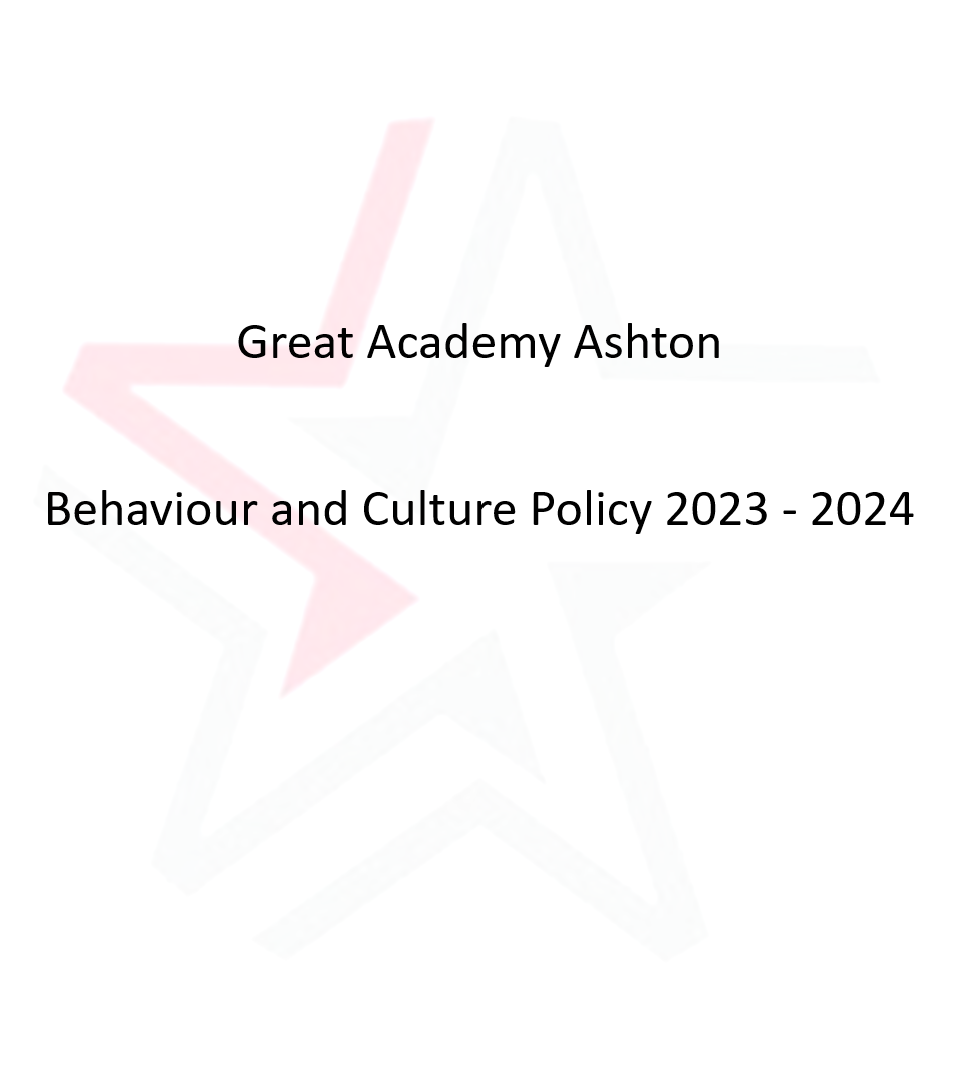 Great Academy Ashton
Behaviour and Culture Policy 2023 - 2024